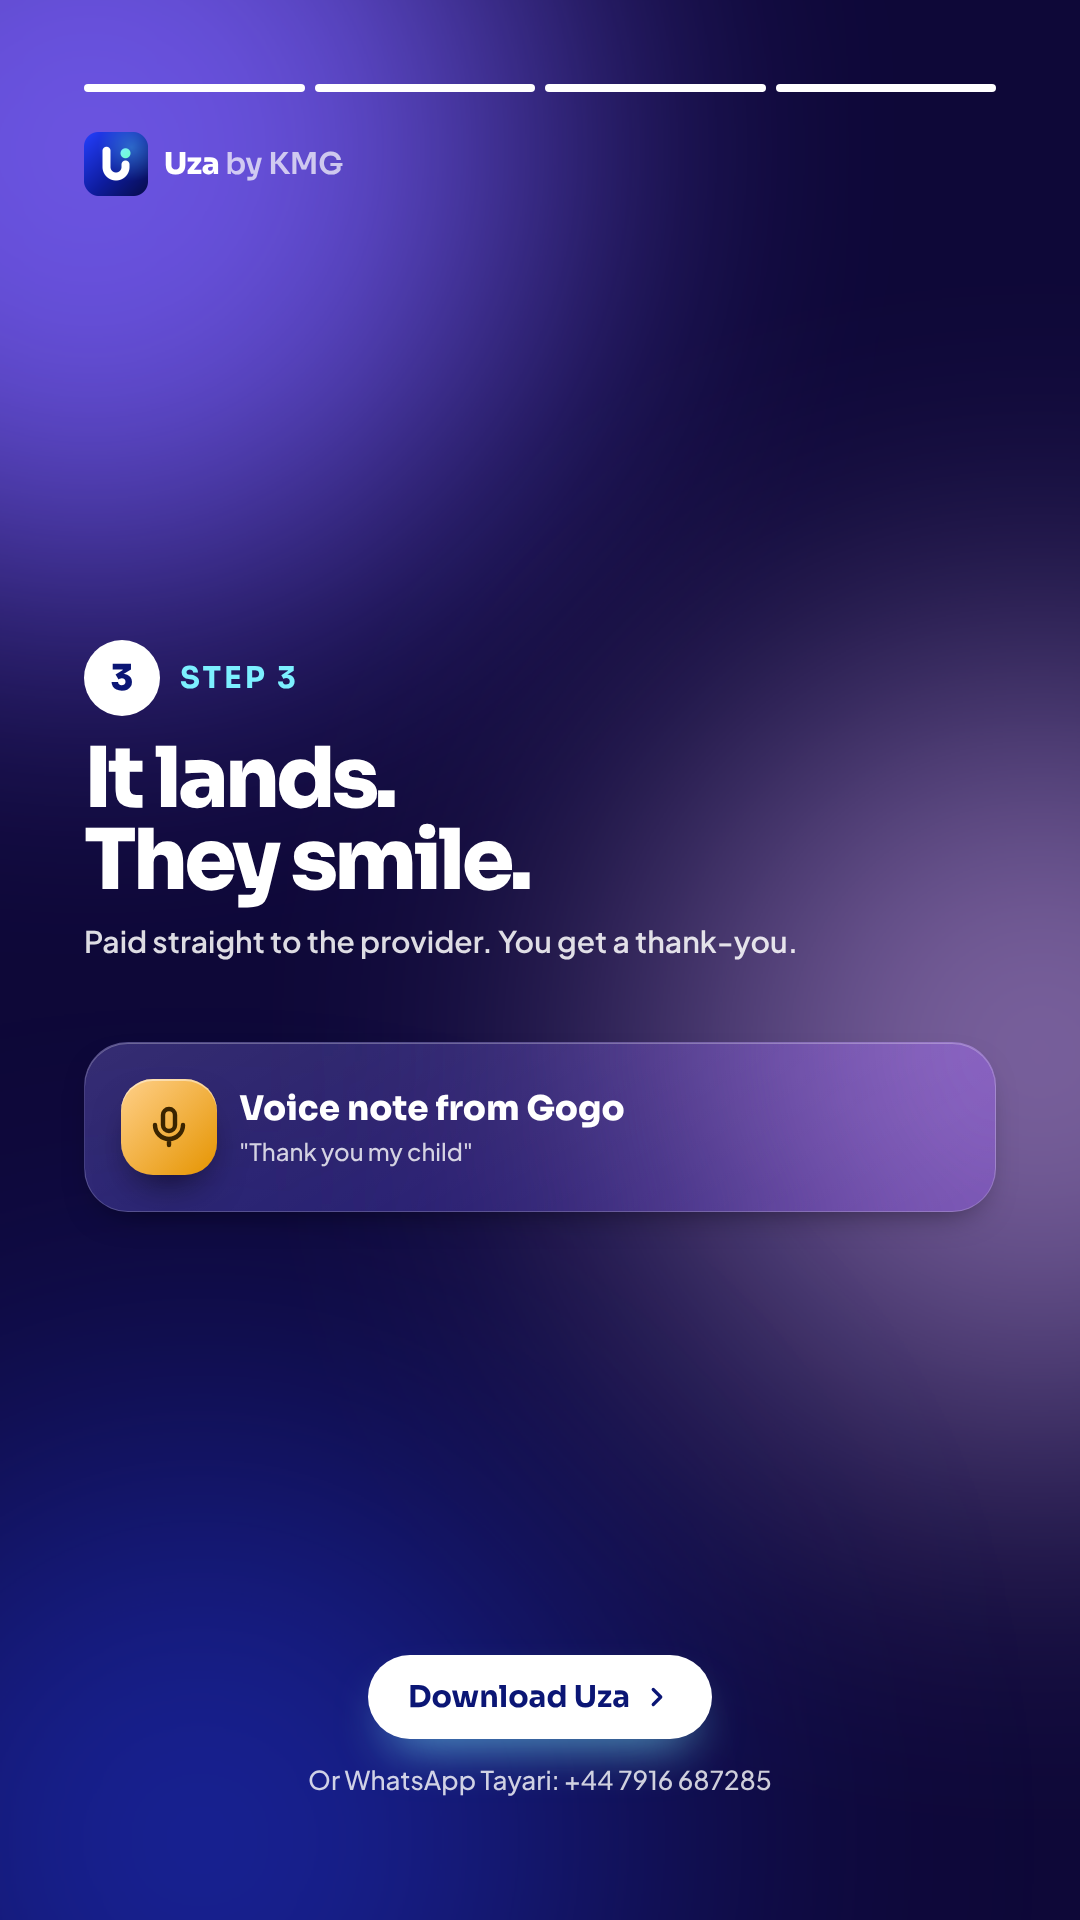 Uza by KMG
3 STEP 3
It lands.
They smile.
Paid straight to the provider. You get a thank-you.
Voice note from Gogo
"Thank you my child"
Download Uza
Or WhatsApp Tayari: +44 7916 687285